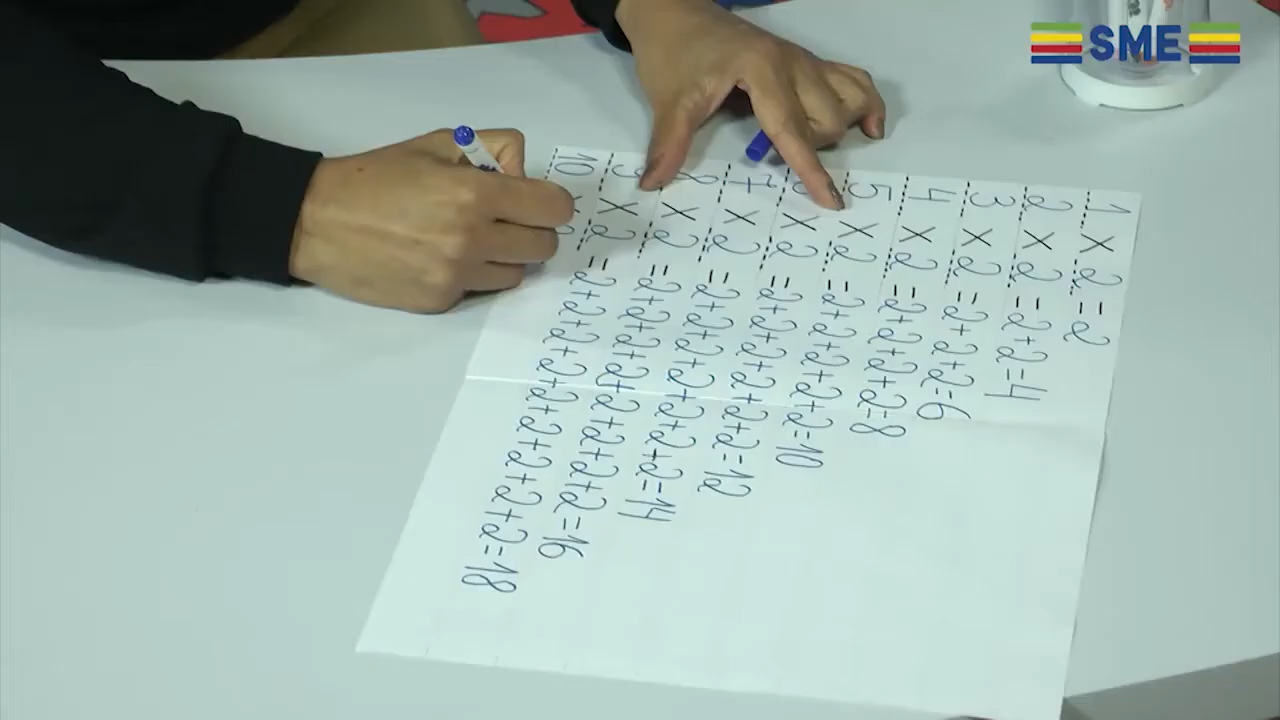 SME
1 x 2 = 2
2 x 2 = 2+2=4
3 x 2 = 2+2+2=6
4 x 2 = 2+2+2+2=8
5 x 2 = 2+2+2+2+2=10
x 2 = 2+2+2+2+2+2=12
7 x 2 = 2+2+2+2+2+2+2=14
8 x 2 = 2+2+2+2+2+2+2+2=16
9 x 2 = 2+2+2+2+2+2+2+2+2=18
10 x